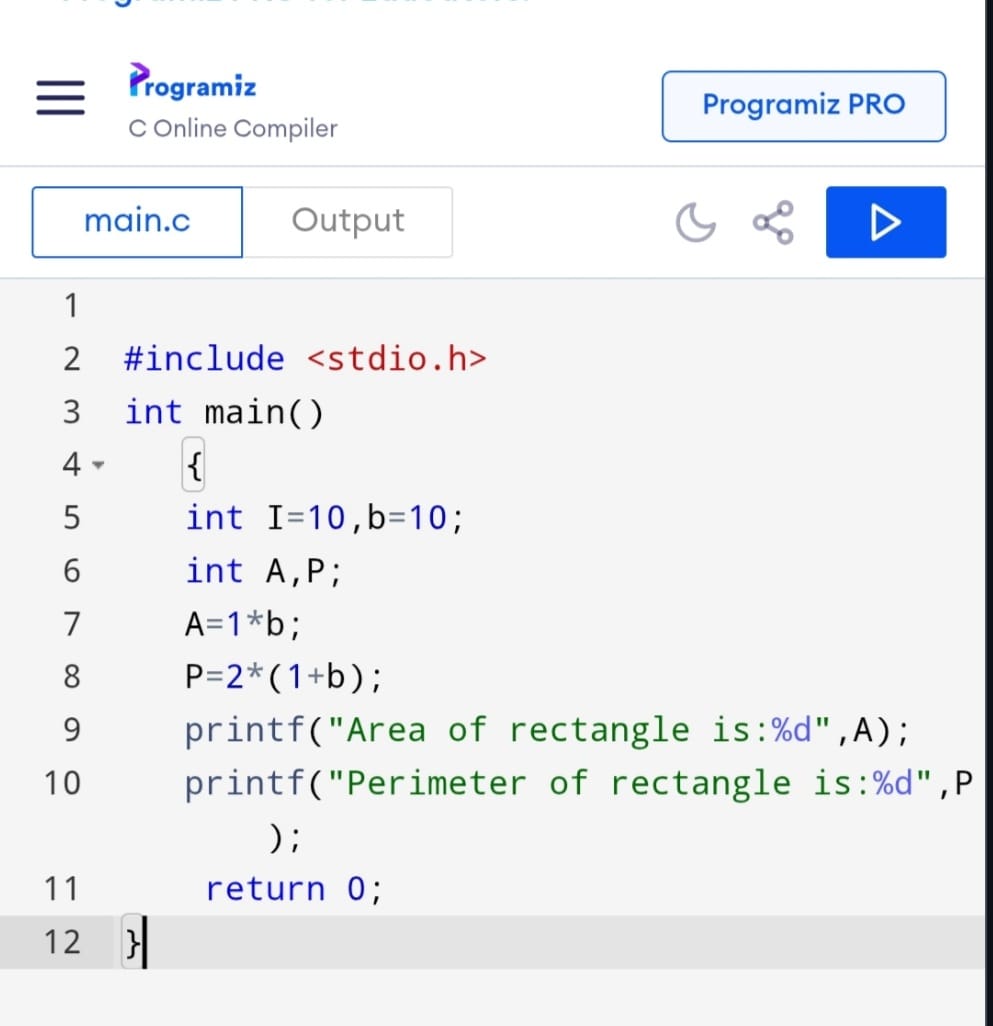 Programiz
C Online Compiler
Programiz PRO
main.c
Output
1
2 #include <stdio.h>
3 int main()
4 {
5 int I=10,b=10;
6 int A,P;
7 A=1*b;
8 P=2*(1+b);
9 printf("Area of rectangle is:%d",A);
10 printf("Perimeter of rectangle is:%d",P
);
11 return 0;
12 }